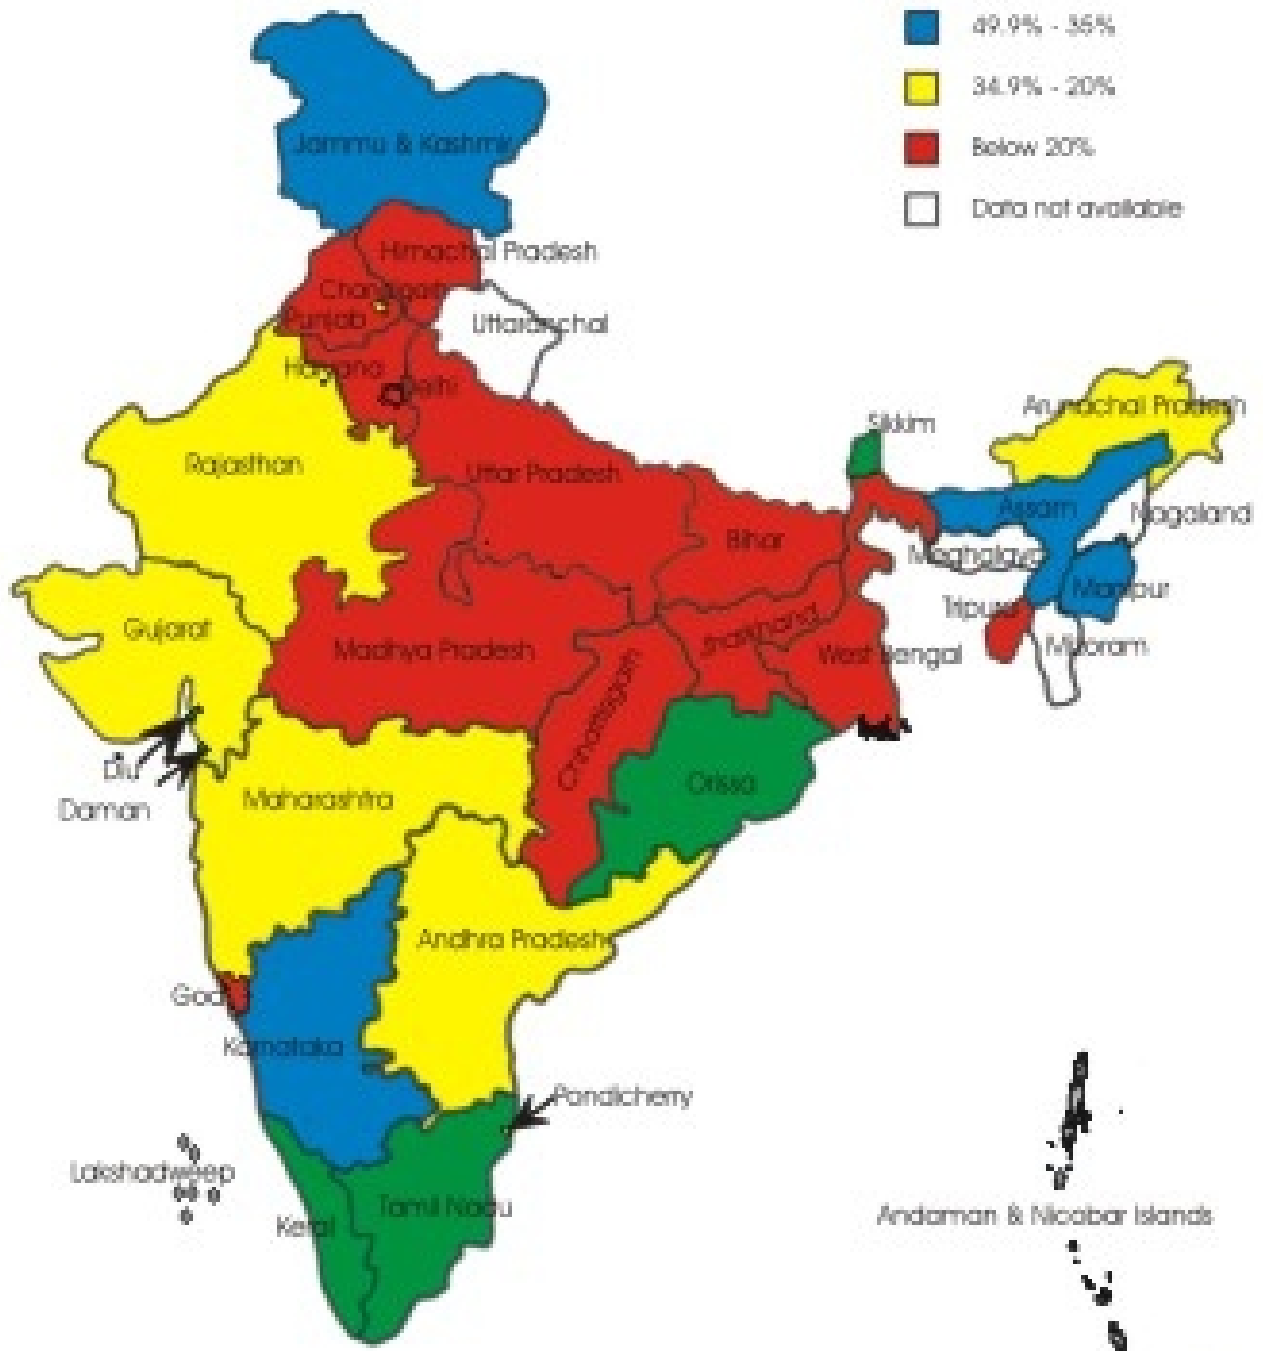 49.9% - 35%
34.9% - 20%
Below 20%
Data not available
Jammu & Kashmir
Himachal Pradesh
Chandigarh
Punjab
Uttaranchal
Haryana
Delhi
Arunachal Pradesh
Sikkim
Rajasthan
Uttar Pradesh
Assam
Nagaland
Bihar
Meghalaya
Manipur
Tripura
Gujarat
Jharkhand
Mizoram
Madhya Pradesh
West Bengal
Chhattisgarh
Diu
Orissa
Daman
Maharashtra
Andhra Pradesh
Goa
Karnataka
Pondicherry
Lakshadweep
Tamil Nadu
Keral
Andaman & Nicobar Islands